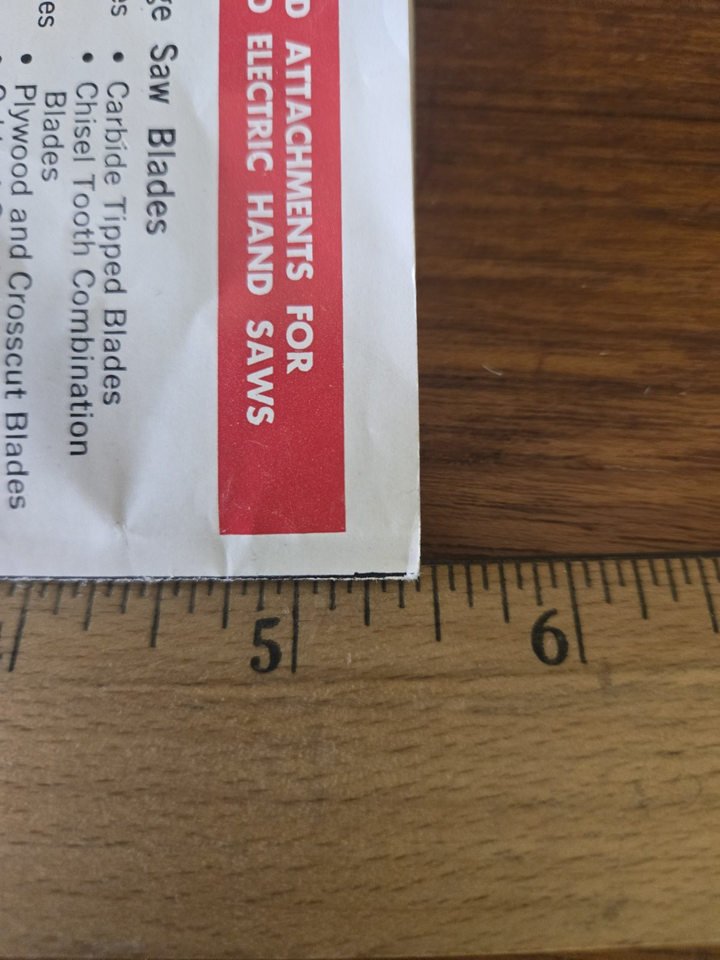 D ATTACHMENTS FOR
ELECTRIC HAND SAWS
Saw Blades
• Carbide Tipped Blades
• Chisel Tooth Combination
Blades
• Plywood and Crosscut Blades
5
6